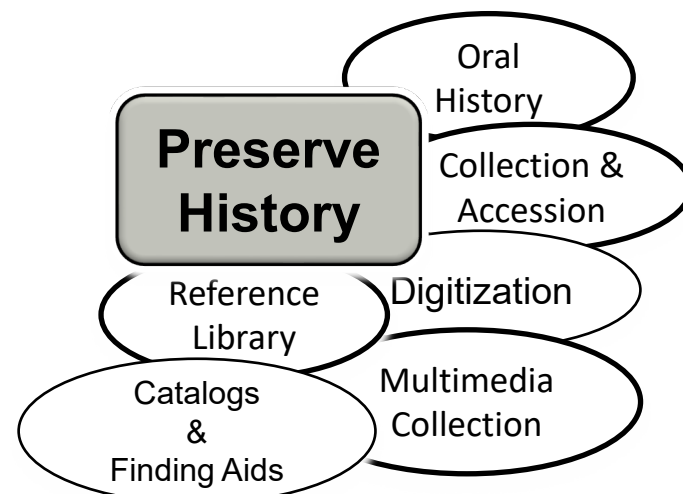 Oral
History
Preserve
History
Collection &
Accession
Digitization
Reference
Library
Multimedia
Collection
Catalogs
&
Finding Aids